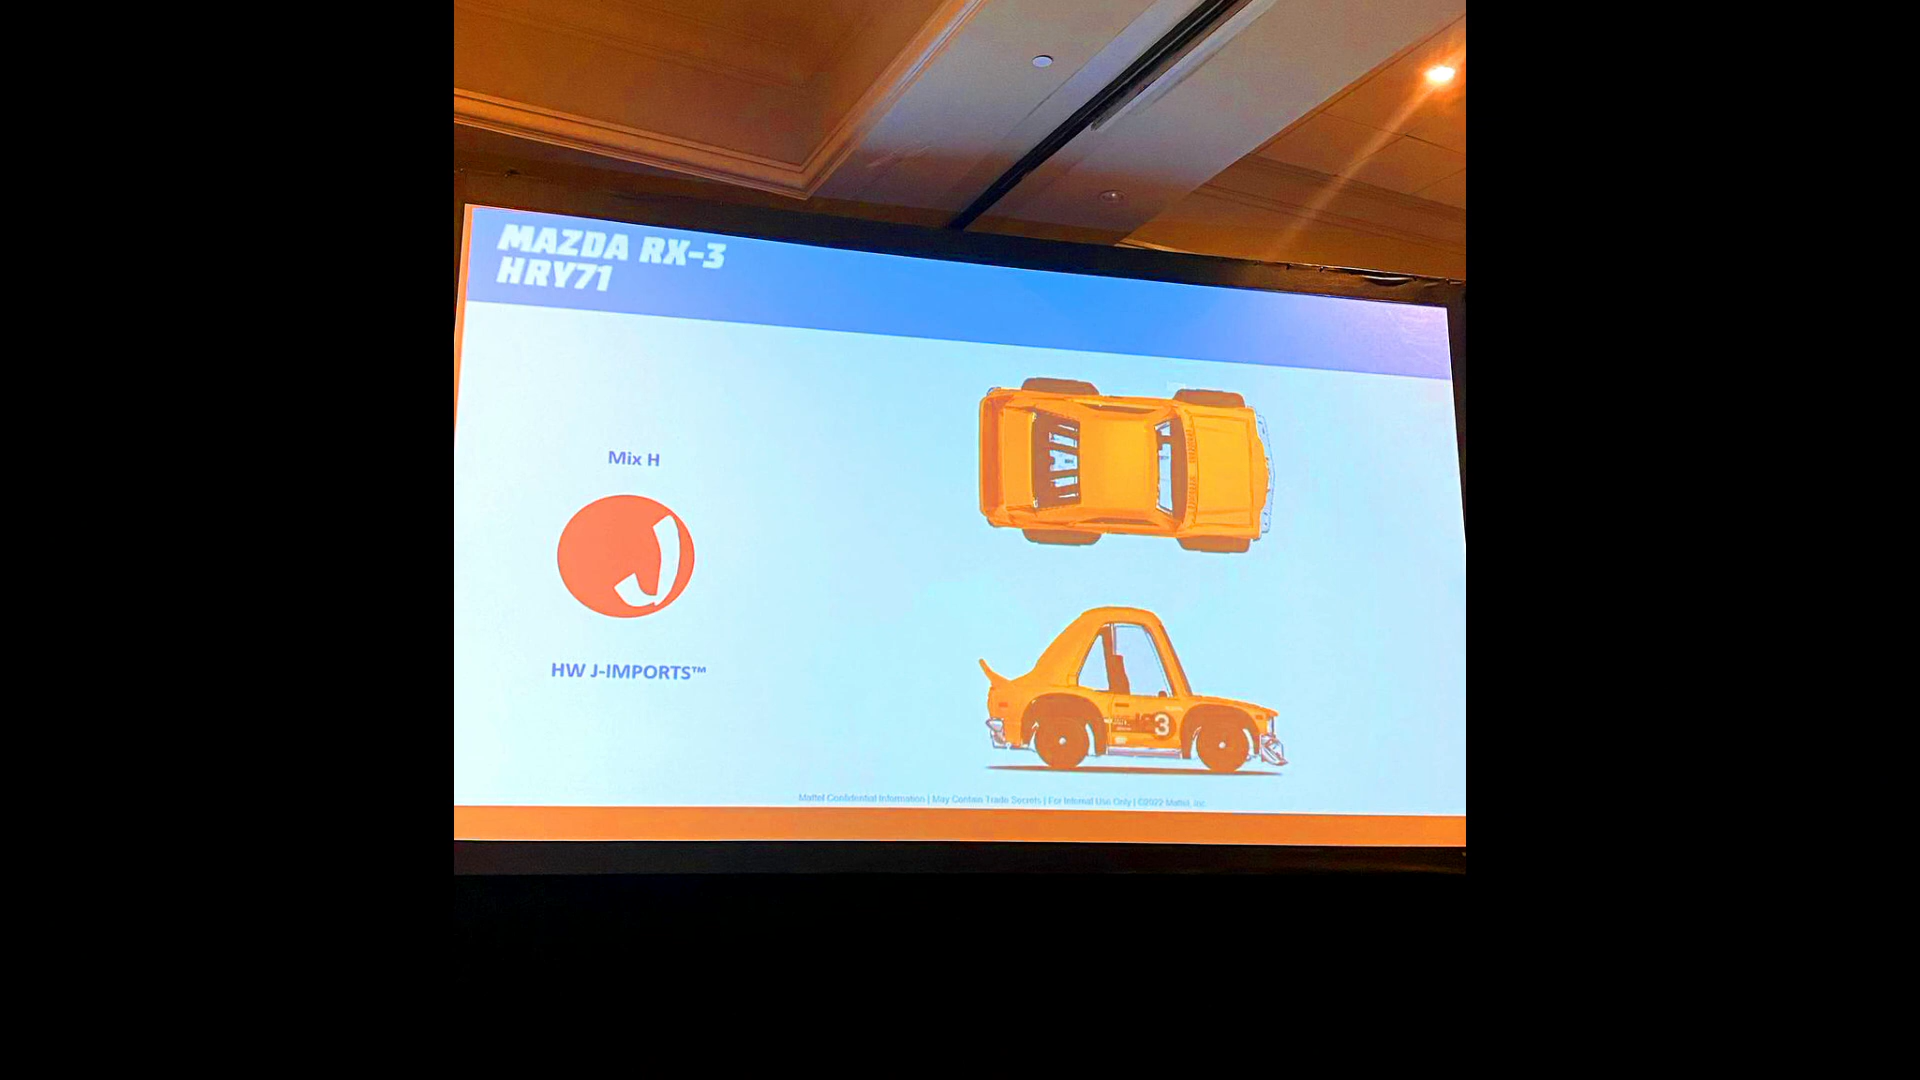 MAZDA RX-3
HRY71
Mix H
J
HW J-IMPORTS™
3
Mattel Confidential Information | May Contain Trade Secrets | For Internal Use Only | ©2022 Mattel, Inc.